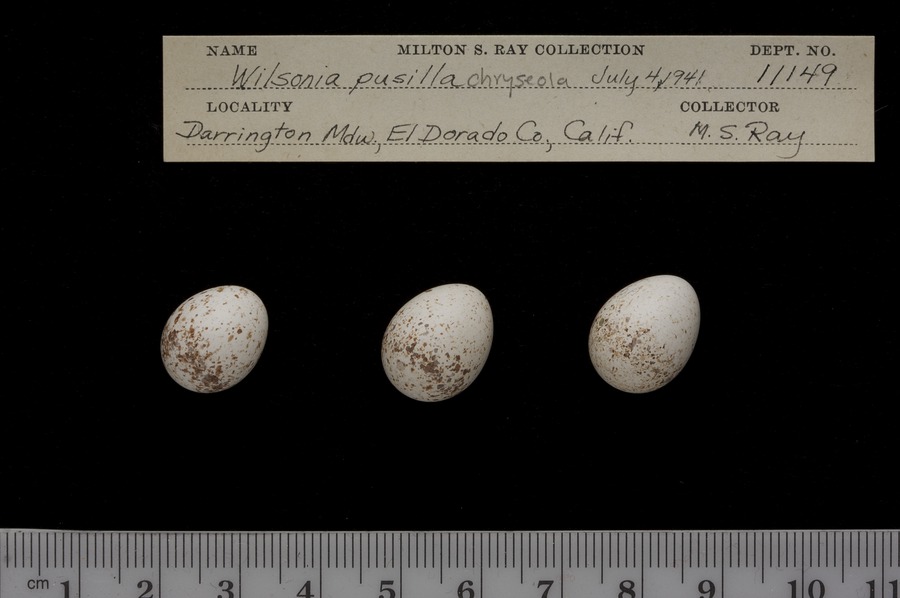 NAME MILTON S. RAY COLLECTION DEPT. NO.
Wilsonia pusilla chryseola July 4, 1941. 11149
LOCALITY COLLECTOR
Darrington Mdw., El Dorado Co., Calif. M. S. Ray
cm 1 2 3 4 5 6 7 8 9 10 11